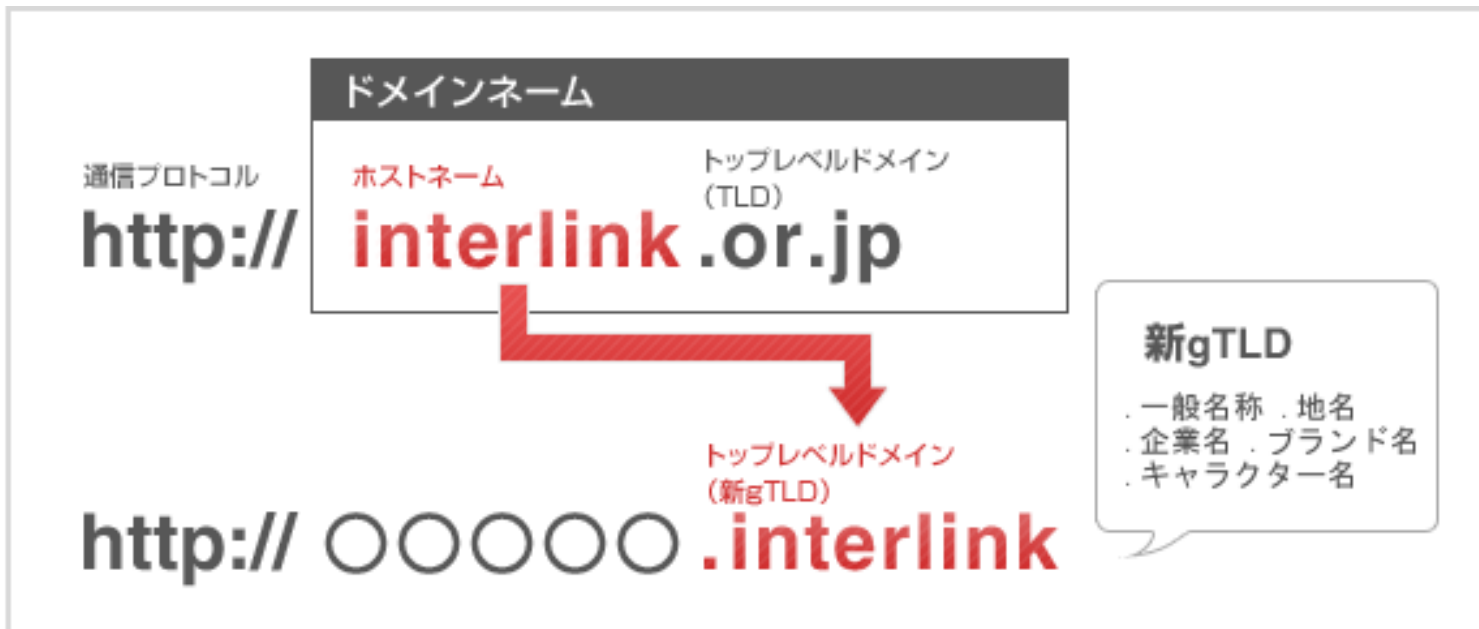 ドメインネーム
通信プロトコル
ホストネーム
トップレベルドメイン
(TLD)
http:// interlink .or.jp
新gTLD
.一般名称 .地名
.企業名 .ブランド名
.キャラクター名
トップレベルドメイン
(新gTLD)
http:// ○○○○○ .interlink